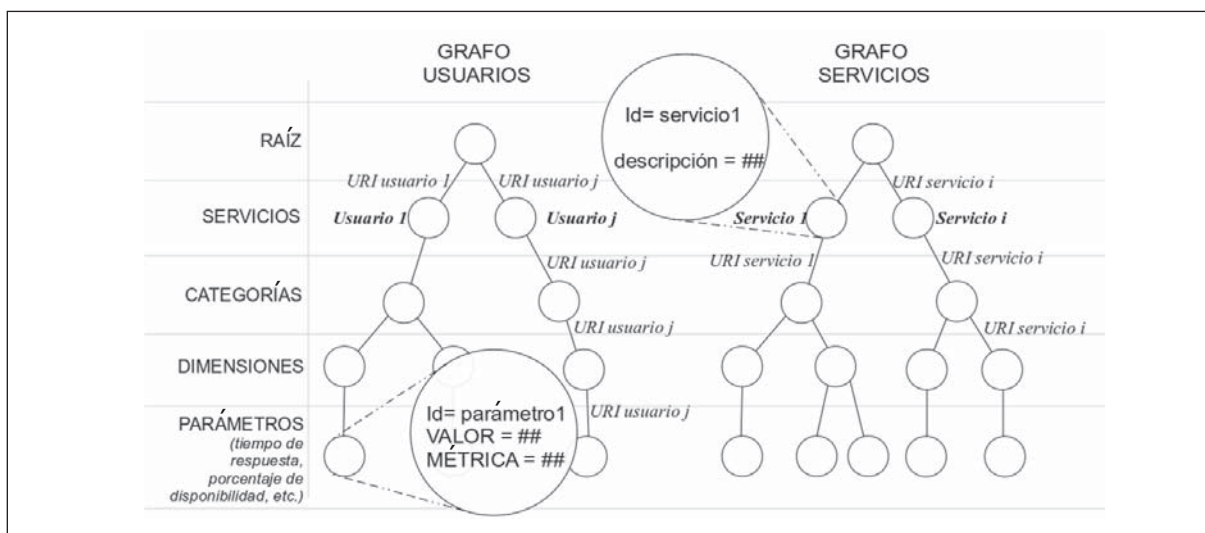 GRAFO
USUARIOS
GRAFO
SERVICIOS
RAÍZ
Id= servicio1
descripción = ##
URI usuario 1
URI usuario j
URI servicio i
SERVICIOS
Usuario 1
Usuario j
Servicio 1
Servicio i
URI usuario j
URI servicio 1
URI servicio i
CATEGORÍAS
URI usuario j
URI servicio i
DIMENSIONES
PARÁMETROS
(tiempo de
respuesta,
porcentaje de
disponibilidad, etc.)
Id= parámetro1
VALOR = ##
MÉTRICA = ##
URI usuario j